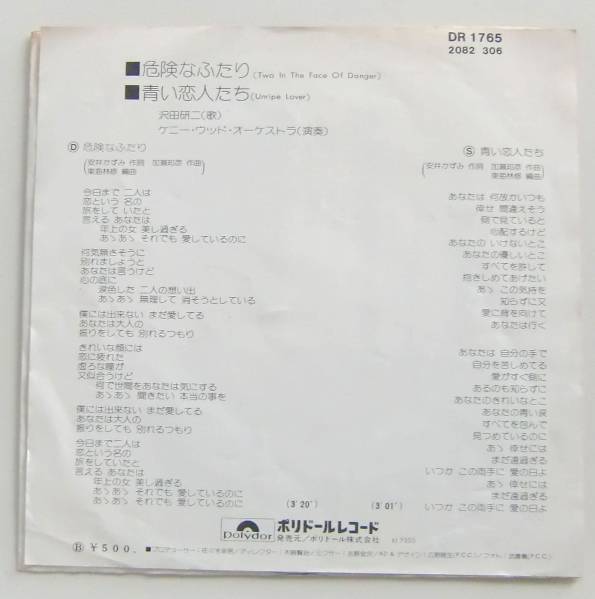 DR 1765
2082 306
■危険なふたり(Two In The Face Of Danger)
■青い恋人たち(Unripe Lover)
沢田研二(歌)
ケニー・ウッド・オーケストラ(演奏)
Ⓓ 危険なふたり
安井かずみ 作詞 加瀬邦彦 作曲
東海林修 編曲
今日まで 二人は
恋という 名の
旅をして いたと
言える あなたは
年上の女 美し過ぎる
あゝあゝ それでも 愛しているのに
何気無さそうに
別れましょうと
あなたは言うけど
心の底に
涙色した 二人の想い出
あゝあゝ 無理して 消そうとしている
僕には出来ない まだ愛してる
あなたは大人の
振りをしても 別れるつもり
きれいな顔には
恋に疲れた
虚ろな瞳が
又似合うけど
何で世間をあなたは気にする
あゝあゝ 聞きたい 本当の事を
僕には出来ない まだ愛してる
あなたは大人の
振りをしても 別れるつもり
今日まで二人は
恋という名の
旅をしていたと
言える あなたは
年上の女 美し過ぎる
あゝあゝ それでも 愛しているのに
あゝあゝ それでも 愛しているのに
(3'20")
Ⓢ 青い恋人たち
安井かずみ 作詞 加瀬邦彦 作曲
東海林修 編曲
あなたは 何故かいつも
倖せ 間違えそう
側で見ていると
心配するけど
あなたの いけないとこ
あなたの優しいとこ
すべてを許して
抱きしめてあげたい
あゝ この気持を
知らずに又
愛に背を向けて
あなたは行く
あなたは 自分の手で
自分を苦しめてる
愛がすぐ側に
あるのも知らずに
あなたのきれいなとこ
あなたの青い涙
すべてを包んで
見つめているのに
あゝ 倖せには
まだ遠過ぎる
いつか この両手に 愛の日よ
あゝ 倖せには
まだ遠過ぎる
いつか この両手に 愛の日よ
(3'01")
polydor
ポリドールレコード
発売元/ポリドール株式会社
Ⓑ ¥500.